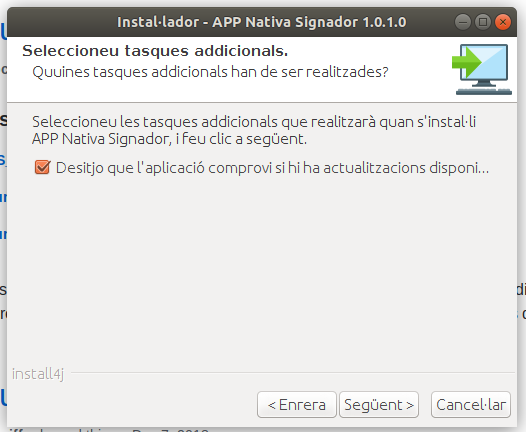 Instal·lador - APP Nativa Signador 1.0.1.0
Seleccioneu tasques addicionals.
Quuines tasques addicionals han de ser realitzades?
Seleccioneu les tasques addicionals que realitzarà quan s'instal·li
APP Nativa Signador, i feu clic a següent.
Desitjo que l'aplicació comprovi si hi ha actualitzacions disponi...
install4j
< Enrera
Següent >
Cancel·lar